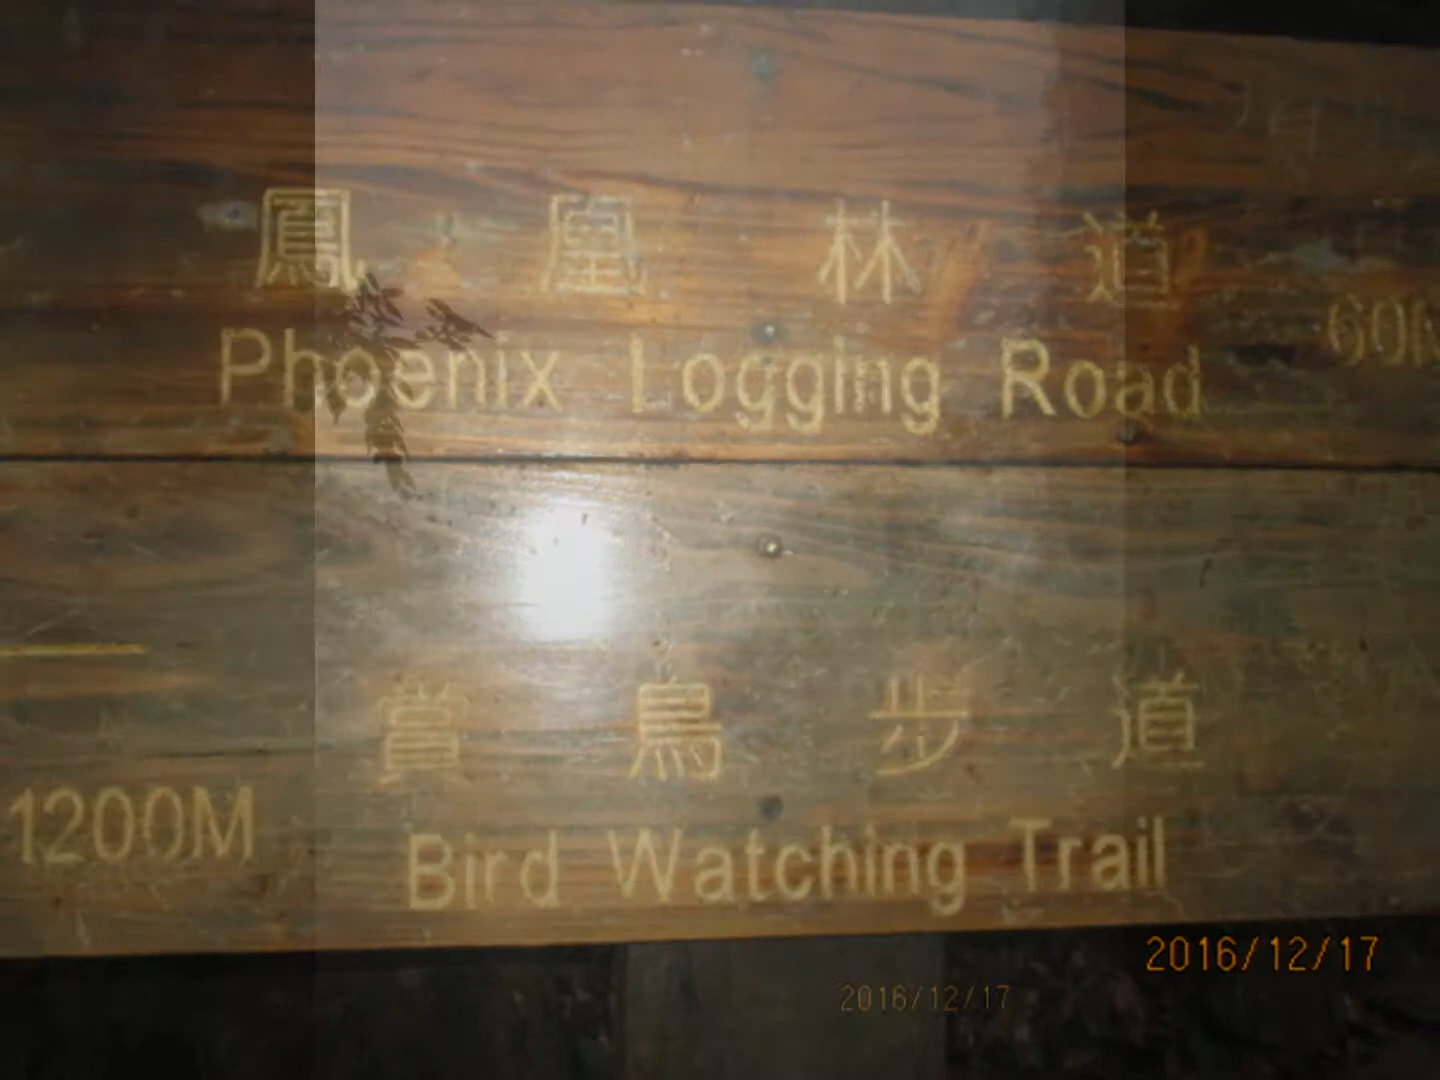 鳳凰林道
Phoenix Logging Road
60M
賞鳥步道
1200M
Bird Watching Trail
2016/12/17
2016/12/17